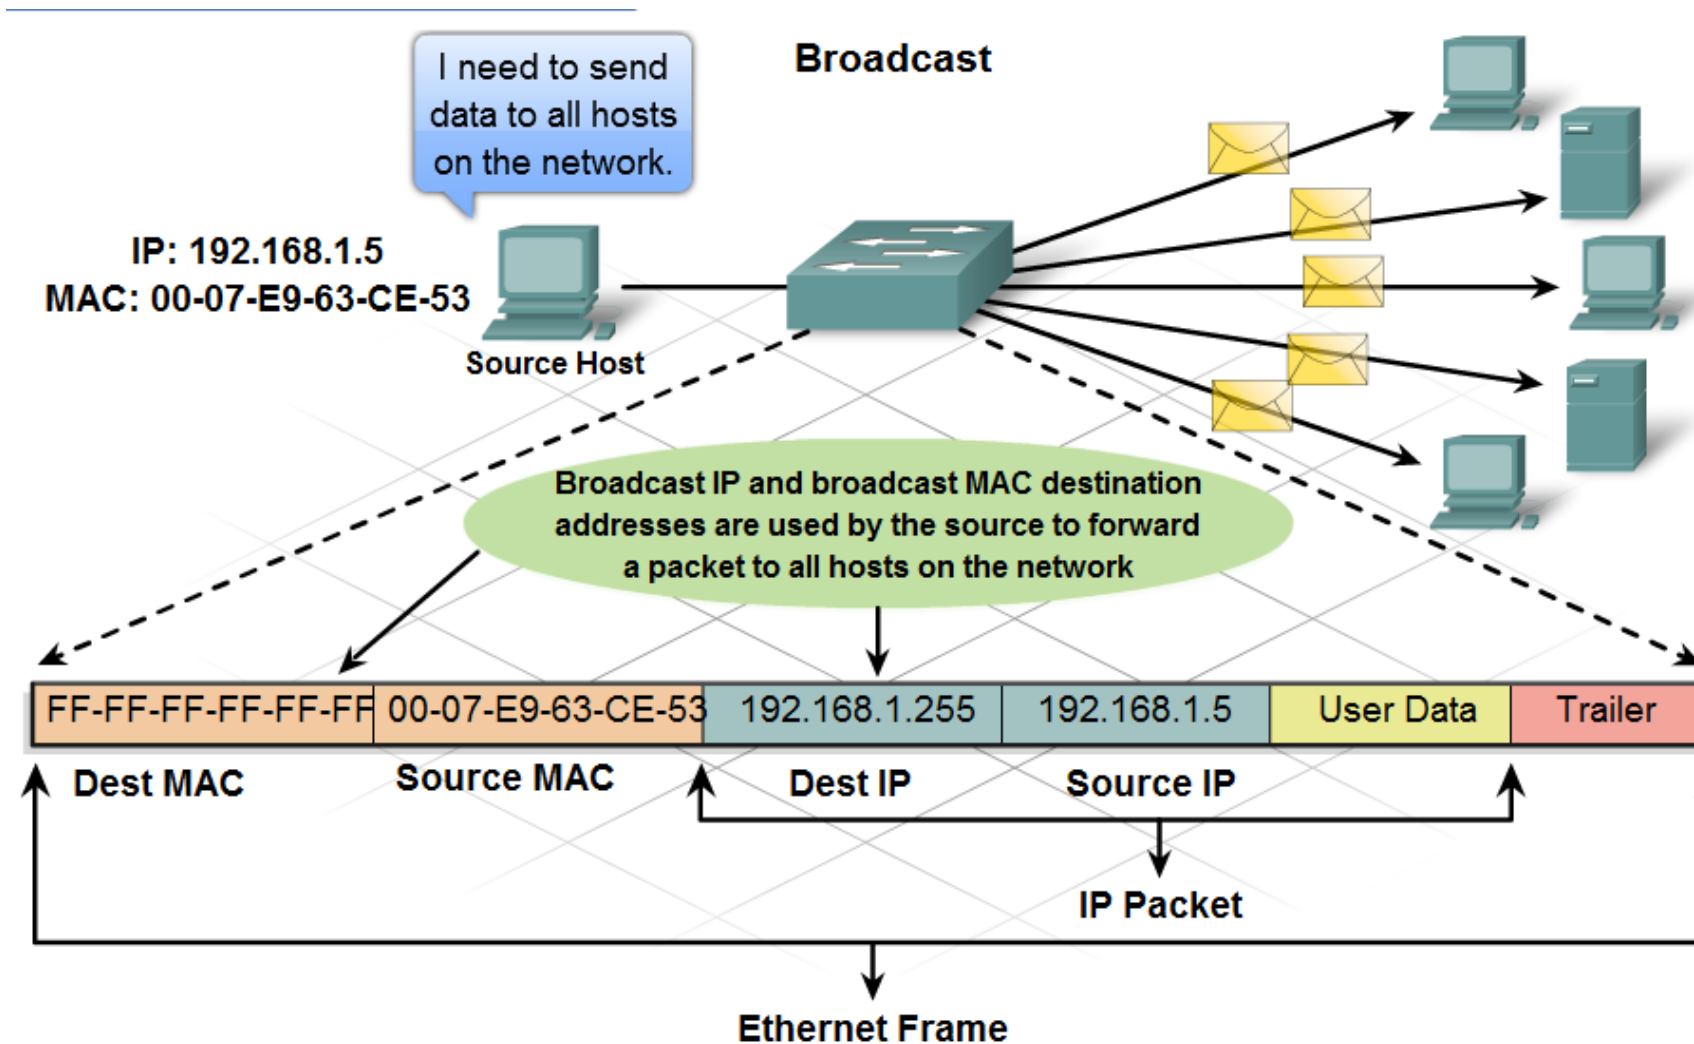 Broadcast
I need to send
data to all hosts
on the network.
IP: 192.168.1.5
MAC: 00-07-E9-63-CE-53
Source Host
Broadcast IP and broadcast MAC destination
addresses are used by the source to forward
a packet to all hosts on the network
FF-FF-FF-FF-FF-FF 00-07-E9-63-CE-53 192.168.1.255 192.168.1.5 User Data Trailer
Dest MAC Source MAC Dest IP Source IP
IP Packet
Ethernet Frame